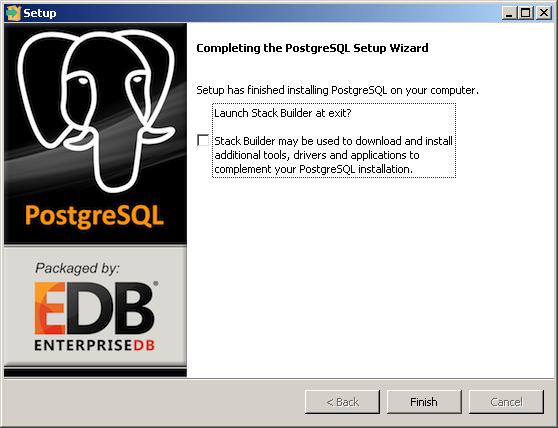 Setup
Completing the PostgreSQL Setup Wizard
Setup has finished installing PostgreSQL on your computer.
Launch Stack Builder at exit?
Stack Builder may be used to download and install
additional tools, drivers and applications to
complement your PostgreSQL installation.
PostgreSQL
Packaged by:
EDB®
ENTERPRISEDB
< Back
Finish
Cancel